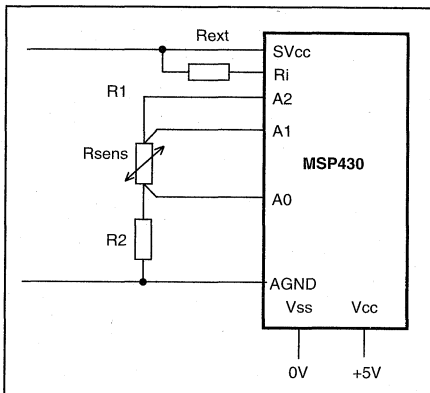 Rext
SVcc
Ri
R1
A2
A1
Rsens
MSP430
A0
R2
AGND
Vss Vcc
0V +5V